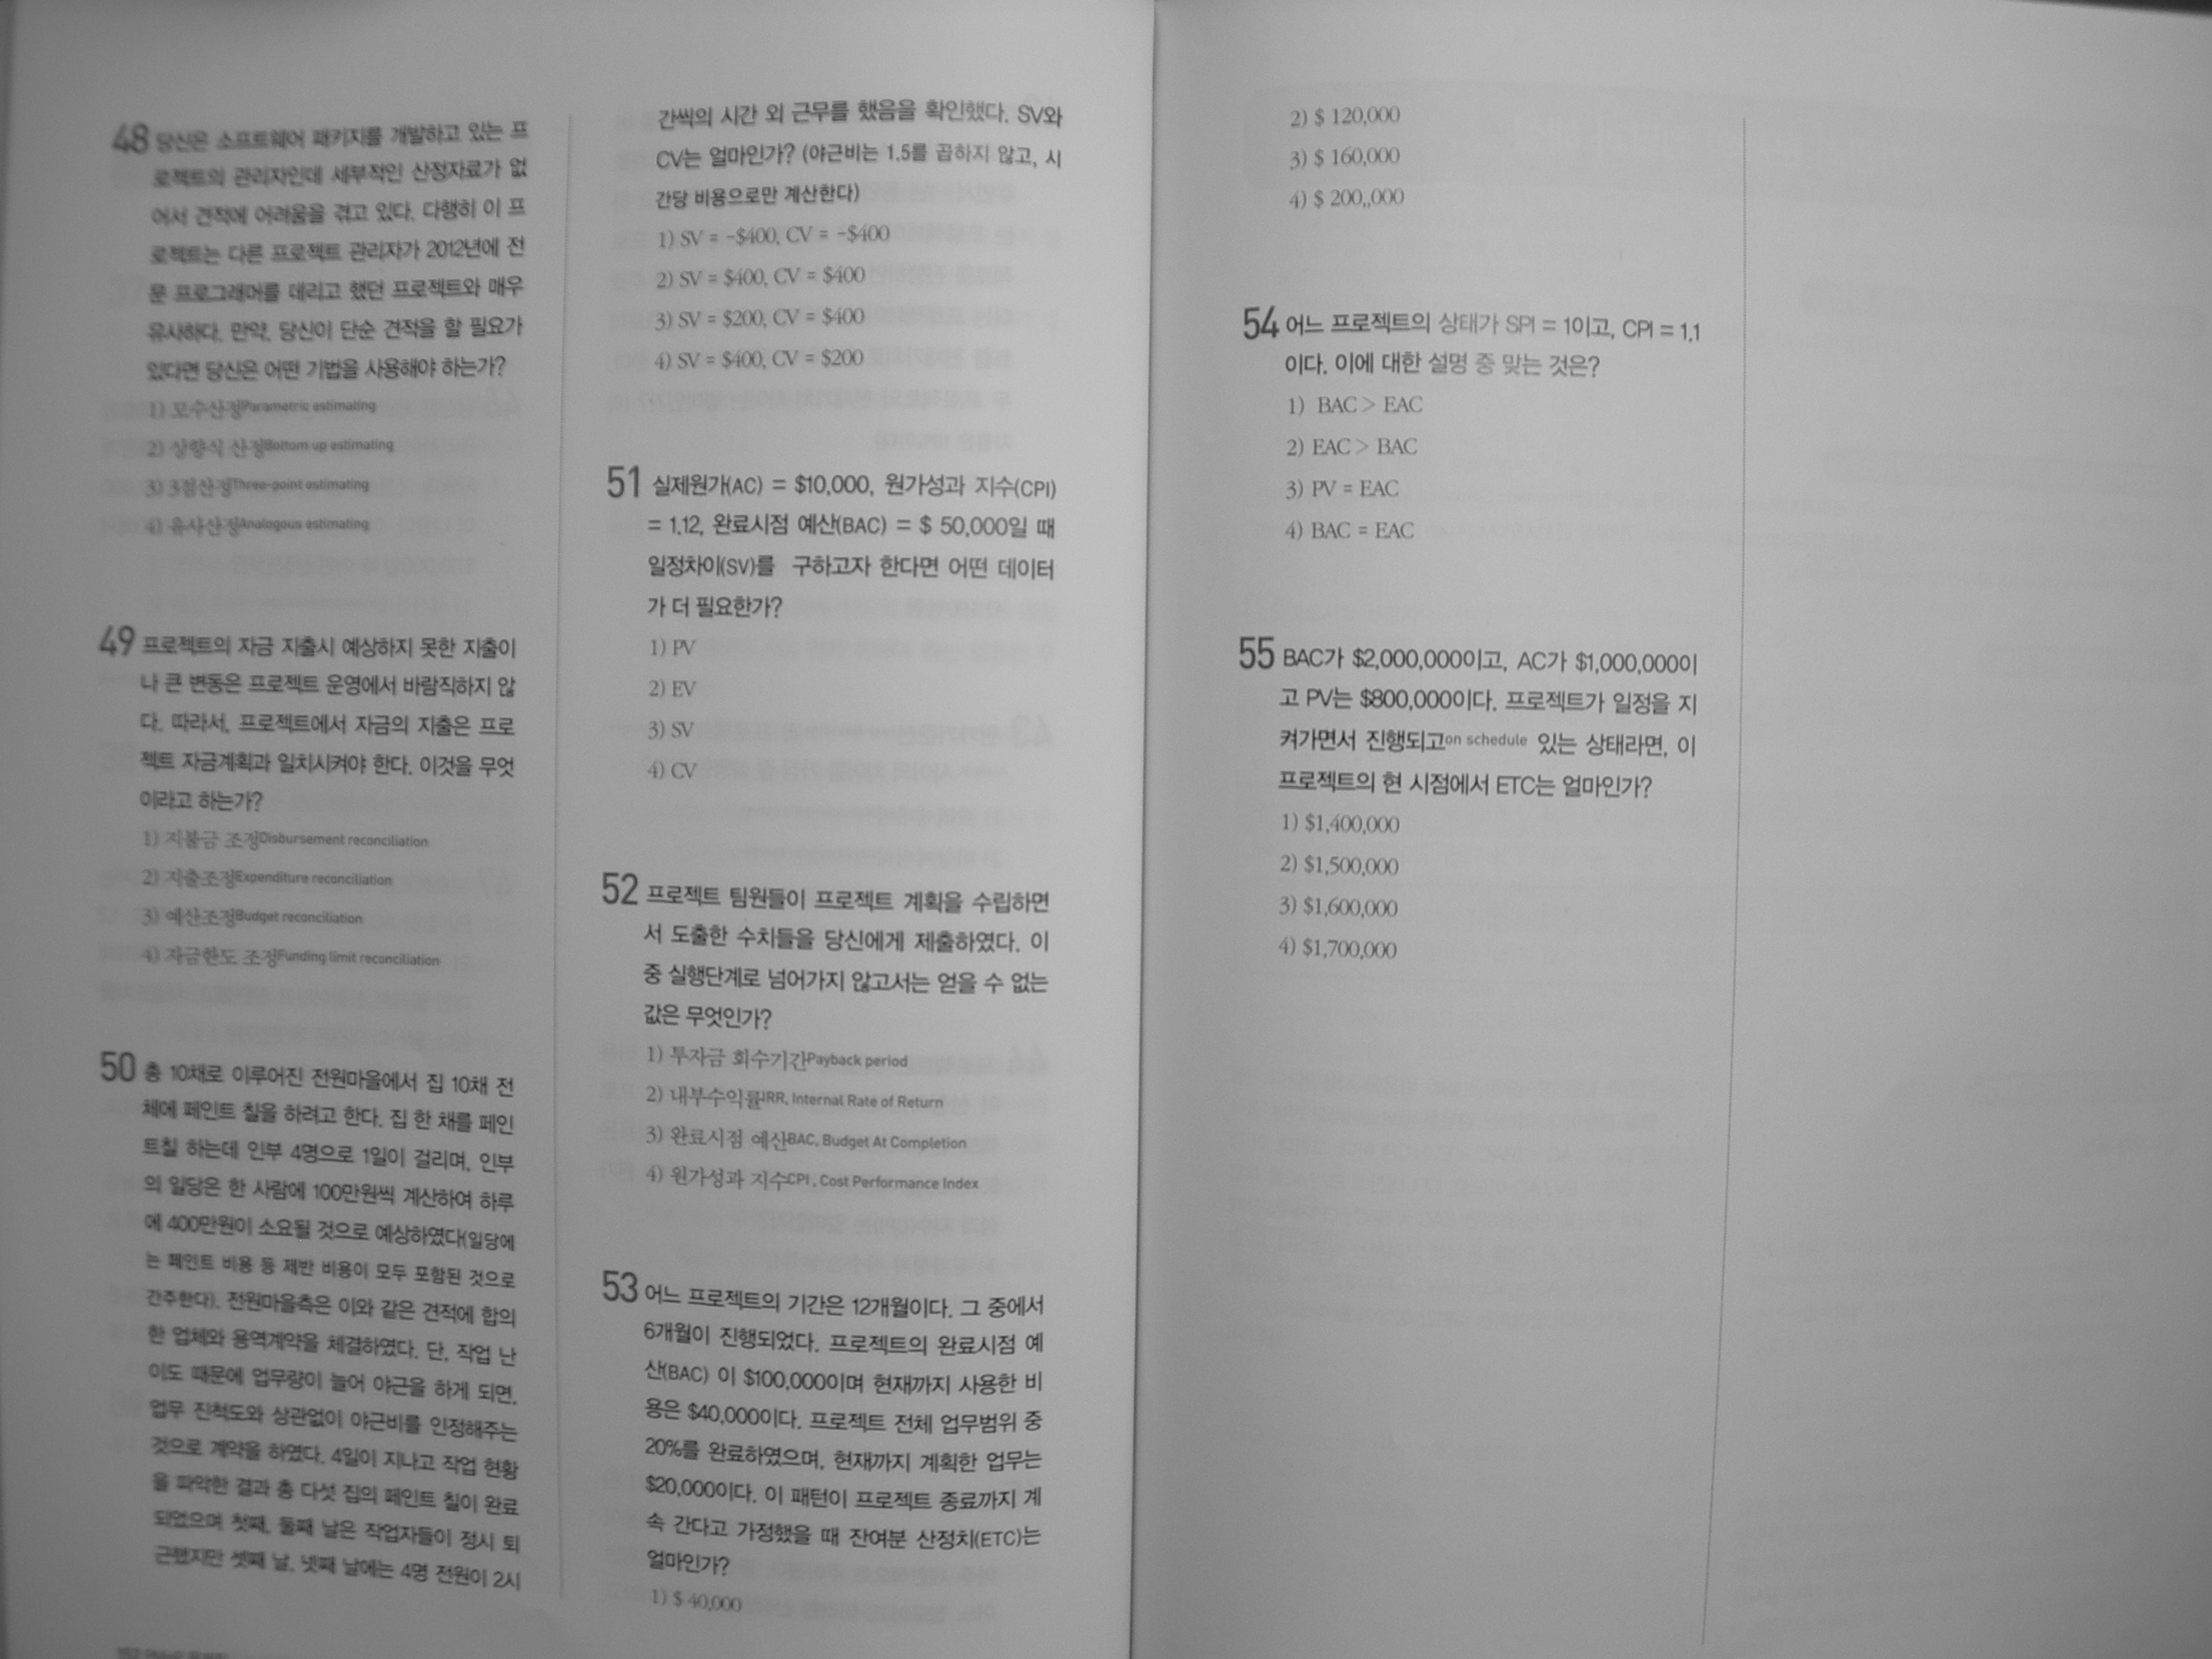 48 당신은 소프트웨어 패키지를 개발하고 있는 프
로젝트의 관리자인데 세부적인 산정자료가 없
어서 견적에 어려움을 겪고 있다. 다행히 이 프
로젝트는 다른 프로젝트 관리자가 2012년에 전
문 프로그래머를 데리고 했던 프로젝트와 매우
유사하다. 만약, 당신이 단순 견적을 할 필요가
있다면 당신은 어떤 기법을 사용해야 하는가?
1) 모수산정Parametric estimating
2) 상향식 산정Bottom up estimating
3) 3점산정Three-point estimating
4) 유사산정Analogous estimating
49 프로젝트의 자금 지출시 예상하지 못한 지출이
나 큰 변동은 프로젝트 운영에서 바람직하지 않
다. 따라서, 프로젝트에서 자금의 지출은 프로
젝트 자금계획과 일치시켜야 한다. 이것을 무엇
이라고 하는가?
1) 지불금 조정Disbursement reconciliation
2) 지출조정Expenditure reconciliation
3) 예산조정Budget reconciliation
4) 자금한도 조정Funding limit reconciliation
50 총 10채로 이루어진 전원마을에서 집 10채 전
체에 페인트 칠을 하려고 한다. 집 한 채를 페인
트칠 하는데 인부 4명으로 1일이 걸리며, 인부
의 일당은 한 사람에 100만원씩 계산하여 하루
에 400만원이 소요될 것으로 예상하였다(일당에
는 페인트 비용 등 제반 비용이 모두 포함된 것으로
간주한다). 전원마을측은 이와 같은 견적에 합의
한 업체와 용역계약을 체결하였다. 단, 작업 난
이도 때문에 업무량이 늘어 야근을 하게 되면,
업무 진척도와 상관없이 야근비를 인정해주는
것으로 계약을 하였다. 4일이 지나고 작업 현황
을 파악한 결과 총 다섯 집의 페인트 칠이 완료
되었으며 첫째, 둘째 날은 작업자들이 정시 퇴
근했지만 셋째 날, 넷째 날에는 4명 전원이 2시
간씩의 시간 외 근무를 했음을 확인했다. SV와
CV는 얼마인가? (야근비는 1.5를 곱하지 않고, 시
간당 비용으로만 계산한다)
1) SV = -$400, CV = -$400
2) SV = $400, CV = $400
3) SV = $200, CV = $400
4) SV = $400, CV = $200
51 실제원가(AC) = $10,000, 원가성과 지수(CPI)
= 1.12, 완료시점 예산(BAC) = $ 50,000일 때
일정차이(SV)를 구하고자 한다면 어떤 데이터
가 더 필요한가?
1) PV
2) EV
3) SV
4) CV
52 프로젝트 팀원들이 프로젝트 계획을 수립하면
서 도출한 수치들을 당신에게 제출하였다. 이
중 실행단계로 넘어가지 않고서는 얻을 수 없는
값은 무엇인가?
1) 투자금 회수기간Payback period
2) 내부수익률IRR, Internal Rate of Return
3) 완료시점 예산BAC, Budget At Completion
4) 원가성과 지수CPI, Cost Performance Index
53 어느 프로젝트의 기간은 12개월이다. 그 중에서
6개월이 진행되었다. 프로젝트의 완료시점 예
산(BAC) 이 $100,000이며 현재까지 사용한 비
용은 $40,000이다. 프로젝트 전체 업무범위 중
20%를 완료하였으며, 현재까지 계획한 업무는
$20,000이다. 이 패턴이 프로젝트 종료까지 계
속 간다고 가정했을 때 잔여분 산정치(ETC)는
얼마인가?
1) $ 40,000
2) $ 120,000
3) $ 160,000
4) $ 200,,000
54 어느 프로젝트의 상태가 SPI = 1이고, CPI = 1.1
이다. 이에 대한 설명 중 맞는 것은?
1) BAC > EAC
2) EAC > BAC
3) PV = EAC
4) BAC = EAC
55 BAC가 $2,000,000이고, AC가 $1,000,000이
고 PV는 $800,000이다. 프로젝트가 일정을 지
켜가면서 진행되고on schedule 있는 상태라면, 이
프로젝트의 현 시점에서 ETC는 얼마인가?
1) $1,400,000
2) $1,500,000
3) $1,600,000
4) $1,700,000